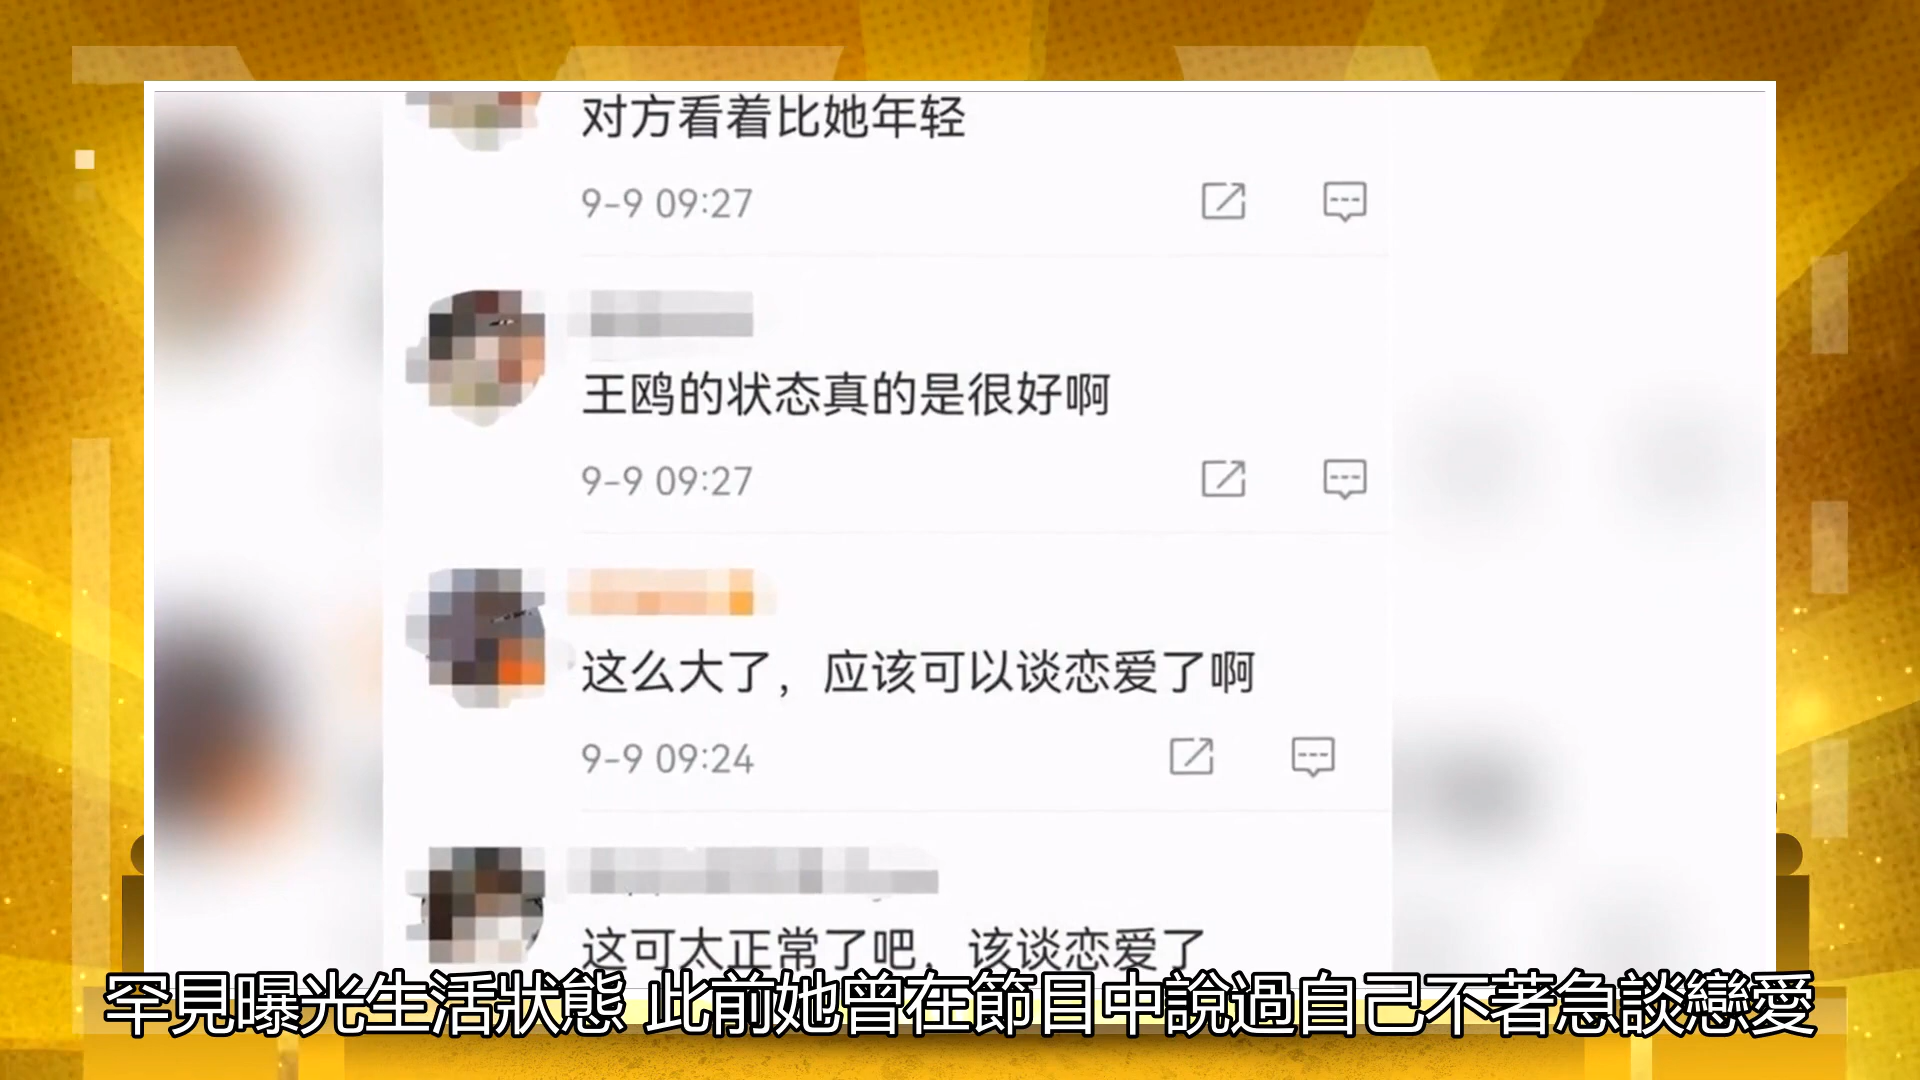 对方看着比她年轻
9-9 09:27
王鸥的状态真的是很好啊
9-9 09:27
这么大了，应该可以谈恋爱了啊
9-9 09:24
这可太正常了吧，该谈恋爱了
罕見曝光生活狀態 此前她曾在節目中說過自己不著急談戀愛